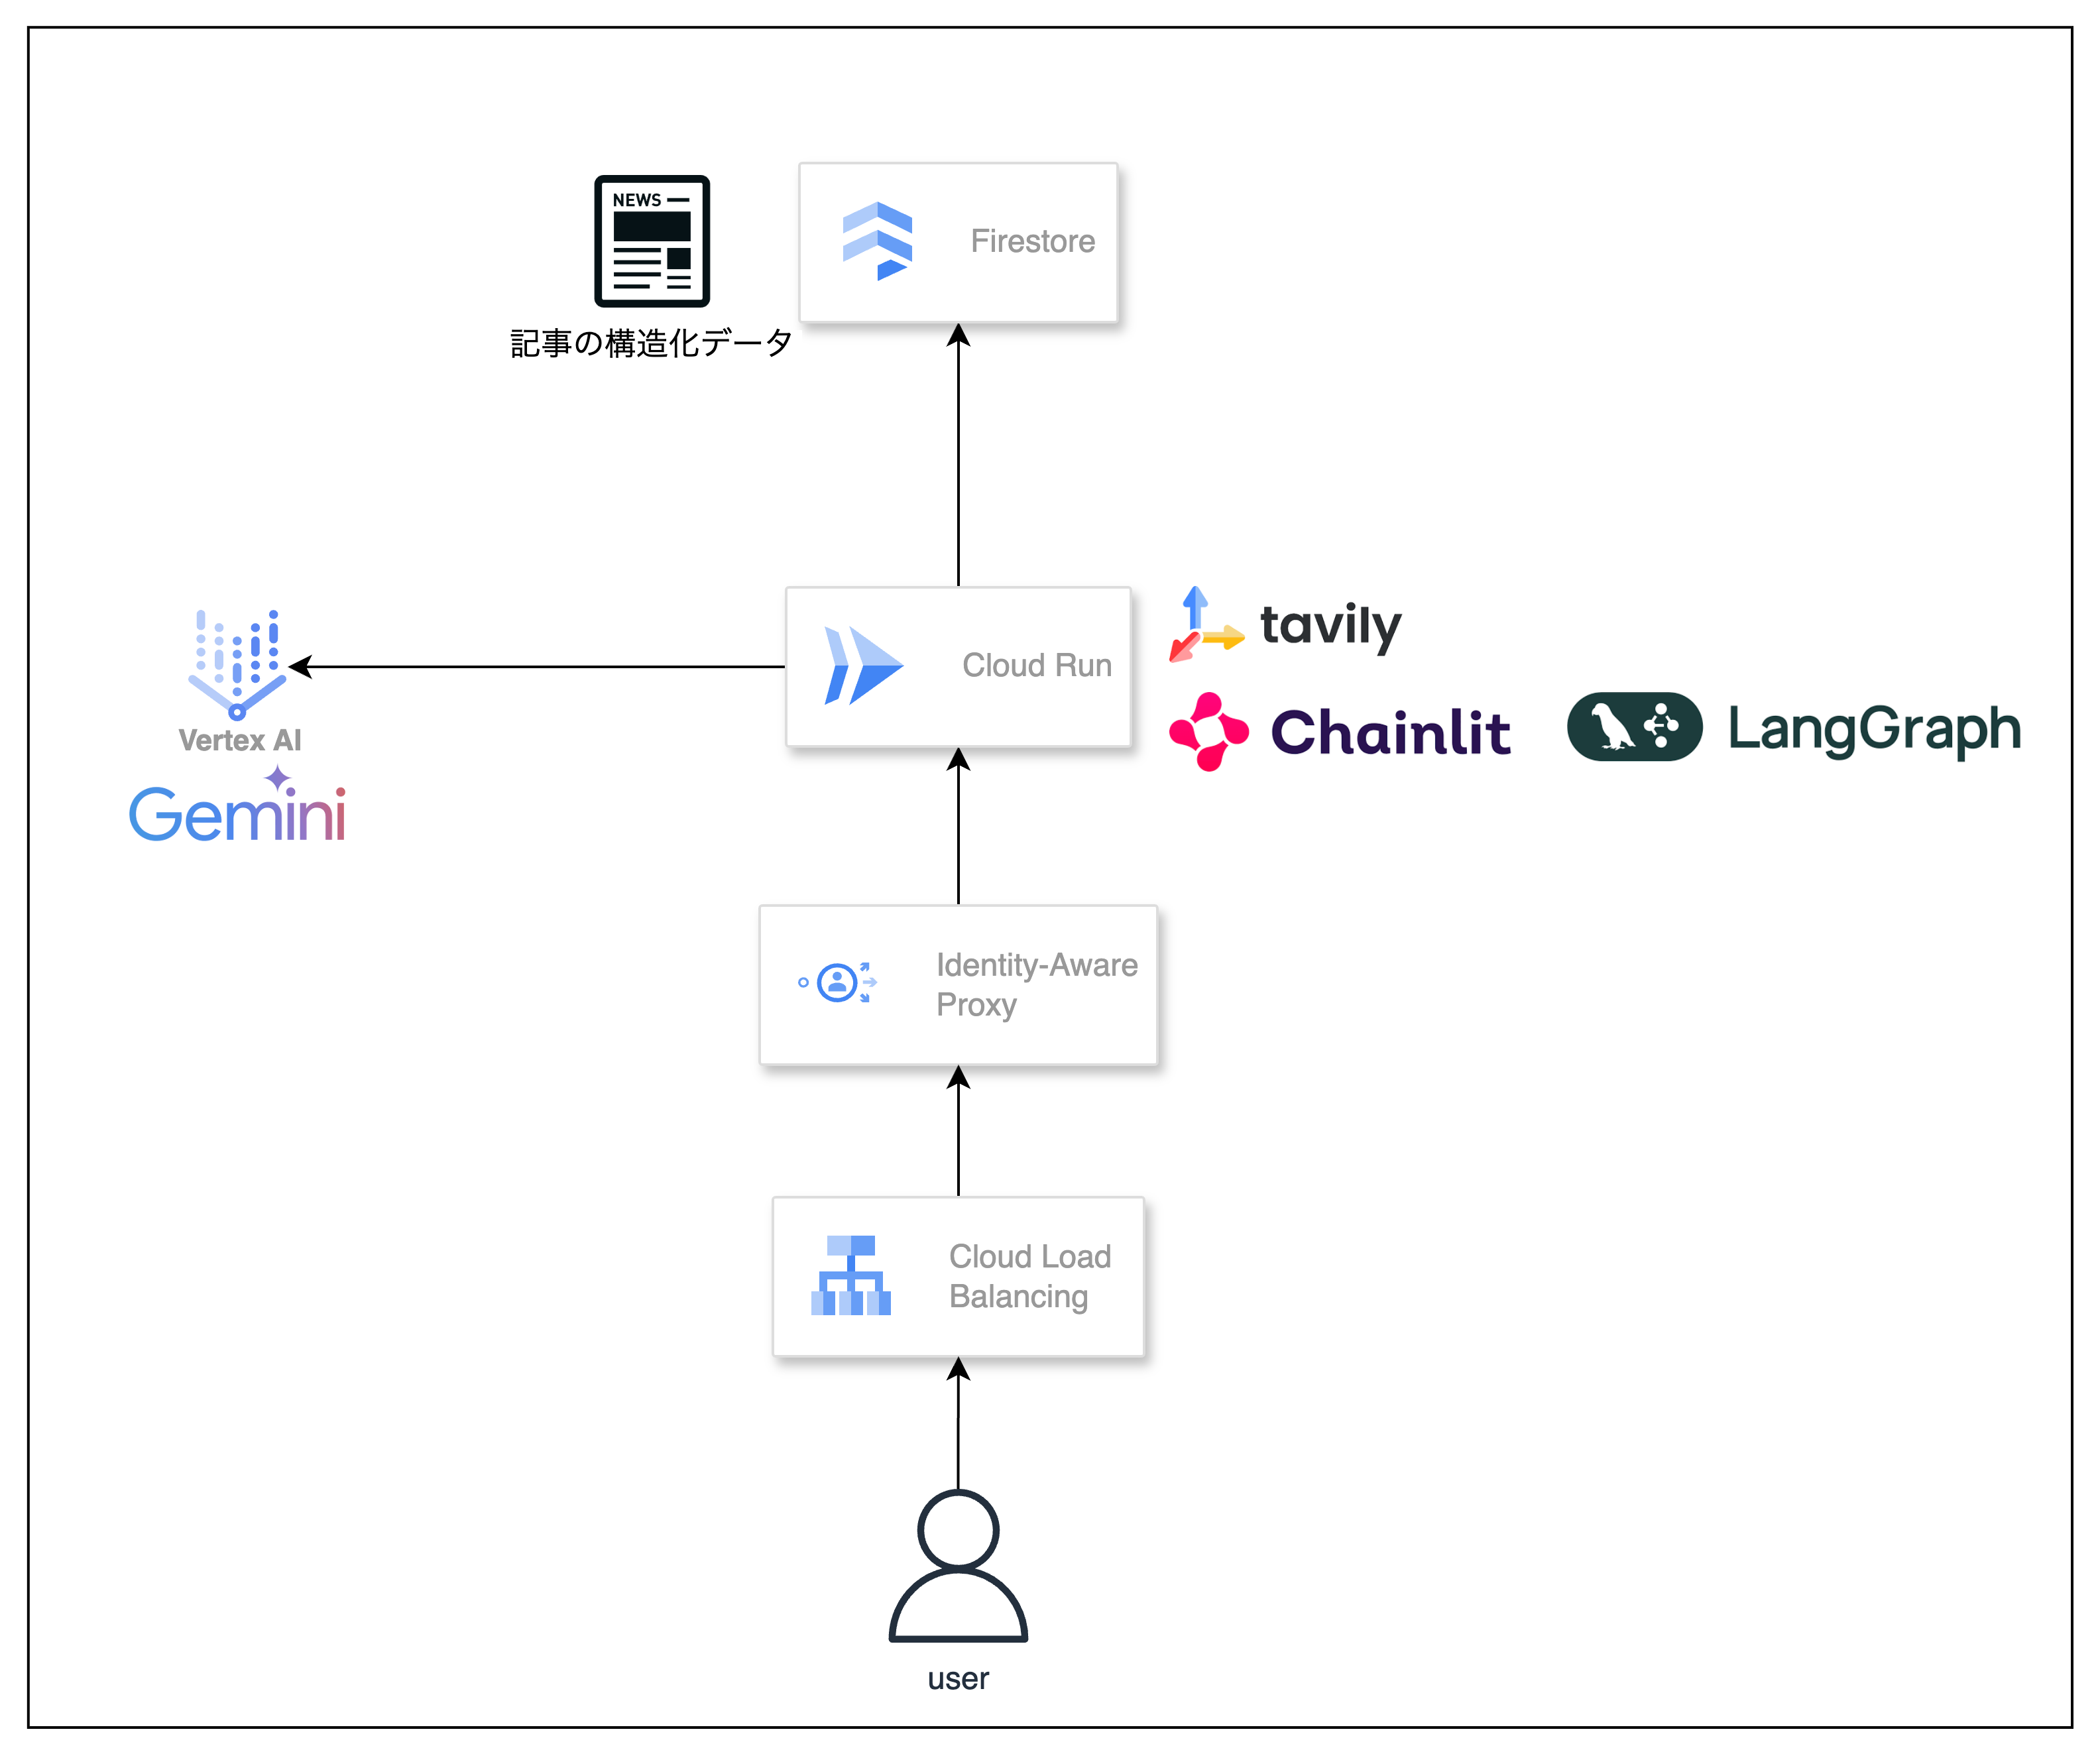 NEWS
Firestore
記事の構造化データ
tavily
Cloud Run
Chainlit
LangGraph
Vertex AI
Gemini
Identity-Aware
Proxy
Cloud Load
Balancing
user